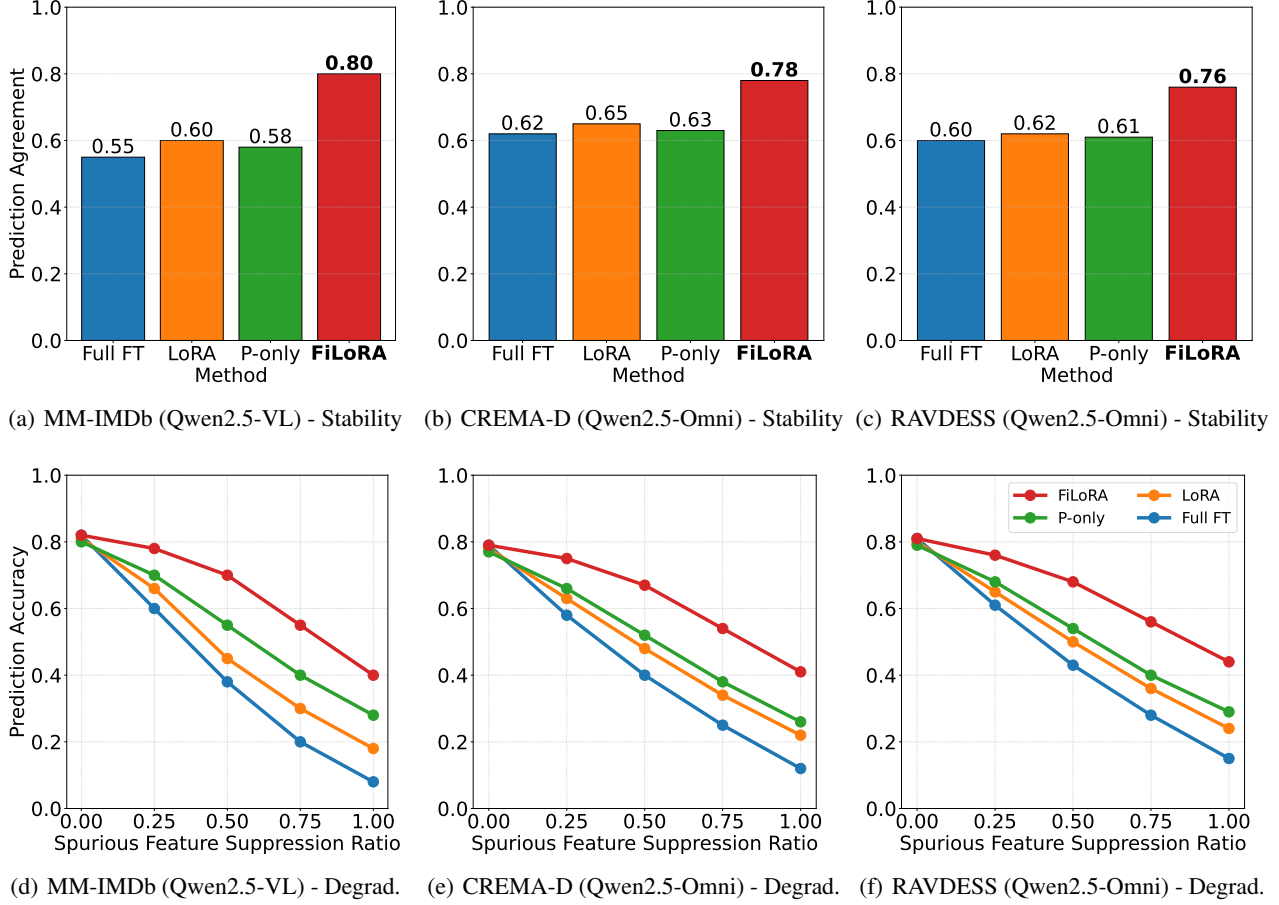 Prediction Agreement
1.0
0.8
0.6
0.4
0.2
0.0
0.55
0.60
0.58
0.80
Full FT LoRA P-only FiLoRA
Method
(a) MM-IMDb (Qwen2.5-VL) - Stability
1.0
0.8
0.6
0.4
0.2
0.0
0.62
0.65
0.63
0.78
Full FT LoRA P-only FiLoRA
Method
(b) CREMA-D (Qwen2.5-Omni) - Stability
1.0
0.8
0.6
0.4
0.2
0.0
0.60
0.62
0.61
0.76
Full FT LoRA P-only FiLoRA
Method
(c) RAVDESS (Qwen2.5-Omni) - Stability
Prediction Accuracy
1.0
0.8
0.6
0.4
0.2
0.0
0.00 0.25 0.50 0.75 1.00
Spurious Feature Suppression Ratio
(d) MM-IMDb (Qwen2.5-VL) - Degrad.
1.0
0.8
0.6
0.4
0.2
0.0
0.00 0.25 0.50 0.75 1.00
Spurious Feature Suppression Ratio
(e) CREMA-D (Qwen2.5-Omni) - Degrad.
1.0
0.8
0.6
0.4
0.2
0.0
FiLoRA LoRA
P-only Full FT
0.00 0.25 0.50 0.75 1.00
Spurious Feature Suppression Ratio
(f) RAVDESS (Qwen2.5-Omni) - Degrad.